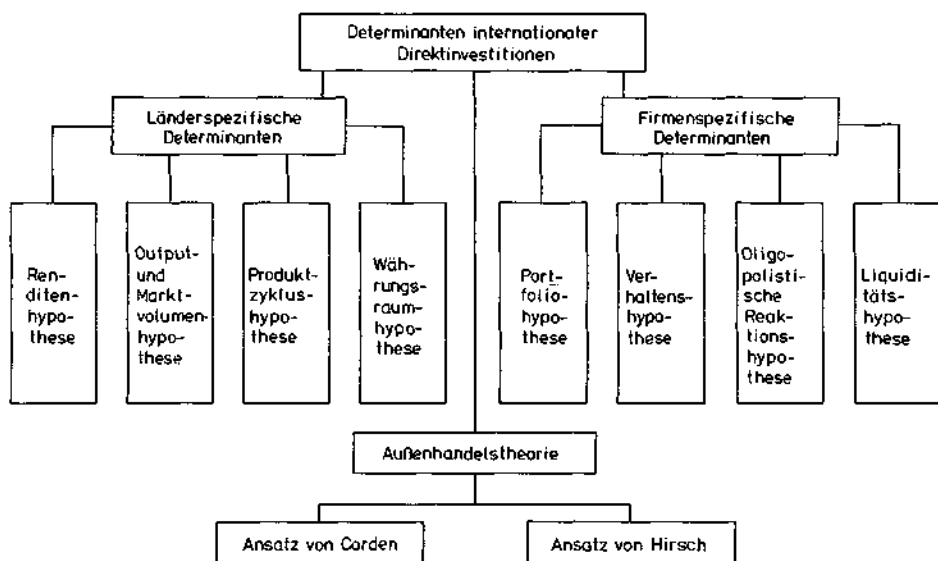 Determinanten internationater
Direktinvestitionen
Länderspezifische
Determinanten
Firmenspezifische
Determinanten
Ren-
diten-
hypo-
these
Output-
und
Markt-
volumen-
hypo-
these
Produkt-
zyklus-
hypo-
these
Wäh-
rungs-
raum-
hypo-
these
Port-
folio-
hypo-
these
Ver-
haltens-
hypo-
these
Oligo-
polisti-
sche
Reak-
tions-
hypo-
these
Liquidi-
täts-
hypo-
these
Außenhandelstheorie
Ansatz von Corden
Ansatz von Hirsch